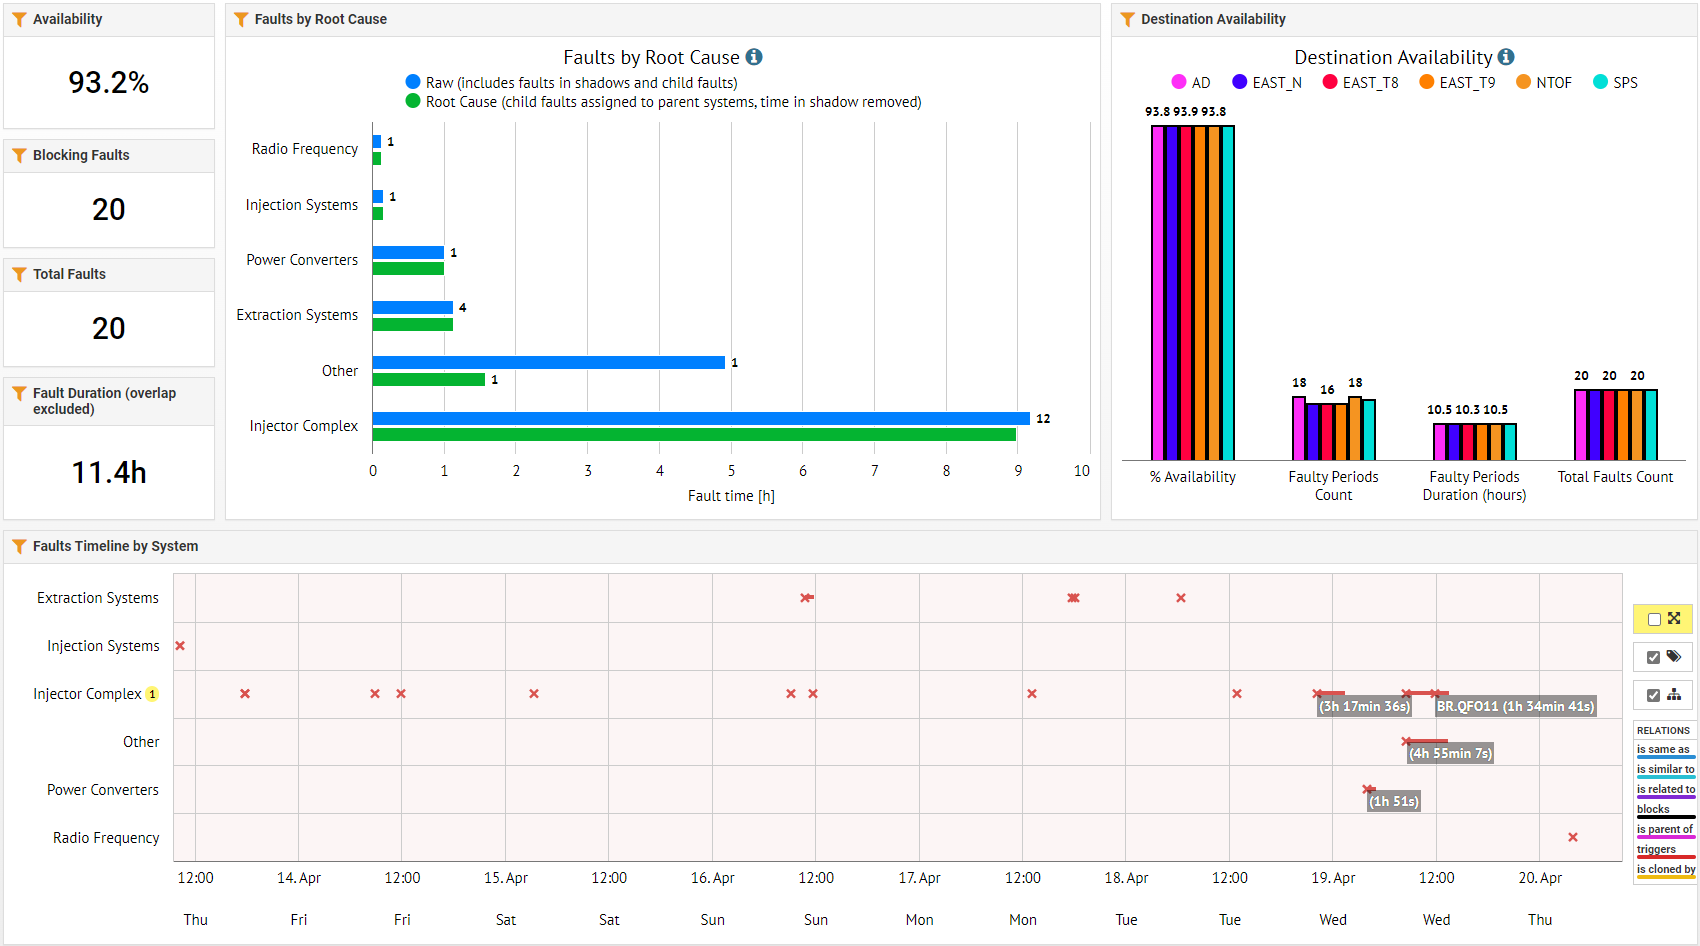 Availability
93.2%
Blocking Faults
20
Total Faults
20
Fault Duration (overlap
excluded)
11.4h
Faults by Root Cause
Faults by Root Cause
Raw (includes faults in shadows and child faults)
Root Cause (child faults assigned to parent systems, time in shadow removed)
Radio Frequency
1
Injection Systems
1
Power Converters
1
Extraction Systems
4
Other
1
1
Injector Complex
12
0 1 2 3 4 5 6 7 8 9 10
Fault time [h]
Destination Availability
Destination Availability
AD EAST_N EAST_T8 EAST_T9 NTOF SPS
93.8 93.9 93.8
18 16 18
10.5 10.3 10.5
20 20 20
% Availability
Faulty Periods
Count
Faulty Periods
Duration (hours)
Total Faults Count
Faults Timeline by System
Extraction Systems
Injection Systems
Injector Complex 1
(3h 17min 36s)
BR.QFO11 (1h 34min 41s)
Other
(4h 55min 7s)
Power Converters
(1h 51s)
Radio Frequency
12:00 14. Apr 12:00 15. Apr 12:00 16. Apr 12:00 17. Apr 12:00 18. Apr 12:00 19. Apr 12:00 20. Apr
Thu Fri Fri Sat Sat Sun Sun Mon Mon Tue Tue Wed Wed Thu
RELATIONS
is same as
is similar to
is related to
blocks
is parent of
triggers
is cloned by